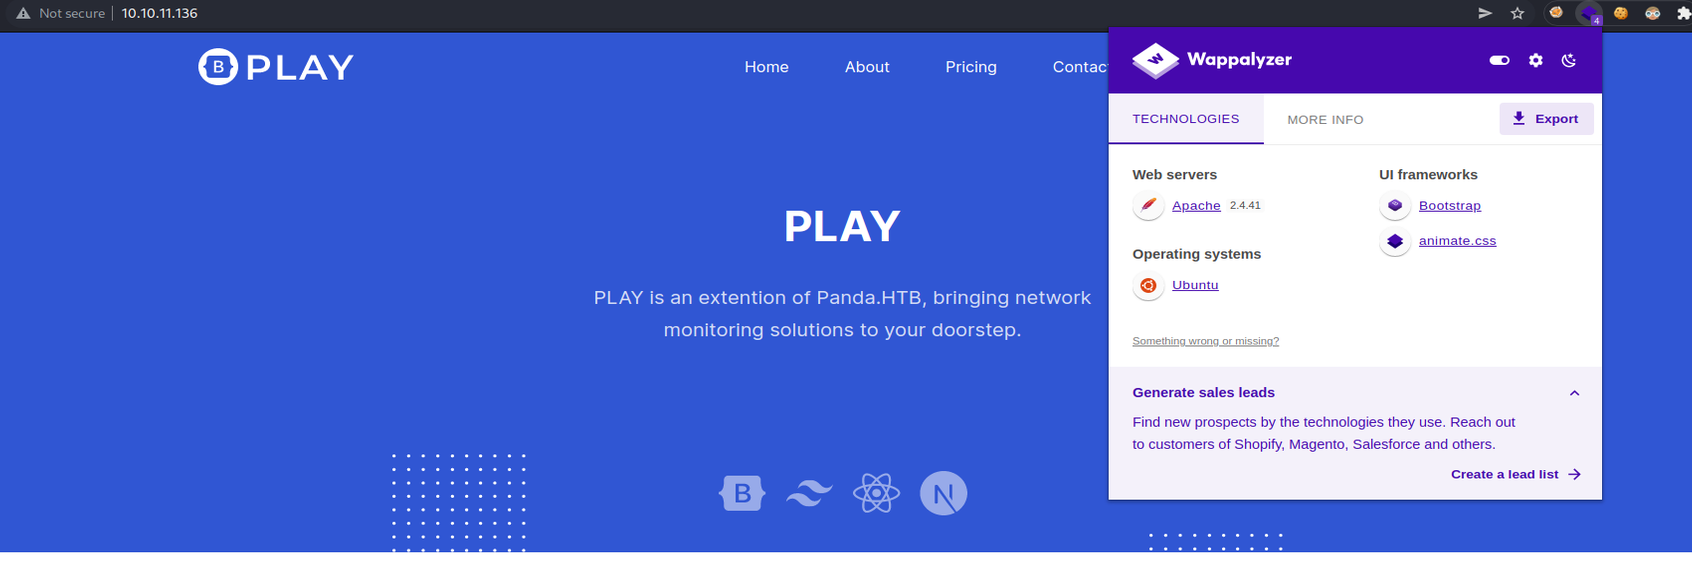 Not secure 10.10.11.136
4
B PLAY
Home About Pricing
Wappalyzer
TECHNOLOGIES MORE INFO Export
Web servers
Apache 2.4.41
Operating systems
Ubuntu
UI frameworks
Bootstrap
animate.css
Something wrong or missing?
Generate sales leads
Find new prospects by the technologies they use. Reach out
to customers of Shopify, Magento, Salesforce and others.
Create a lead list
PLAY
PLAY is an extention of Panda.HTB, bringing network
monitoring solutions to your doorstep.
B N